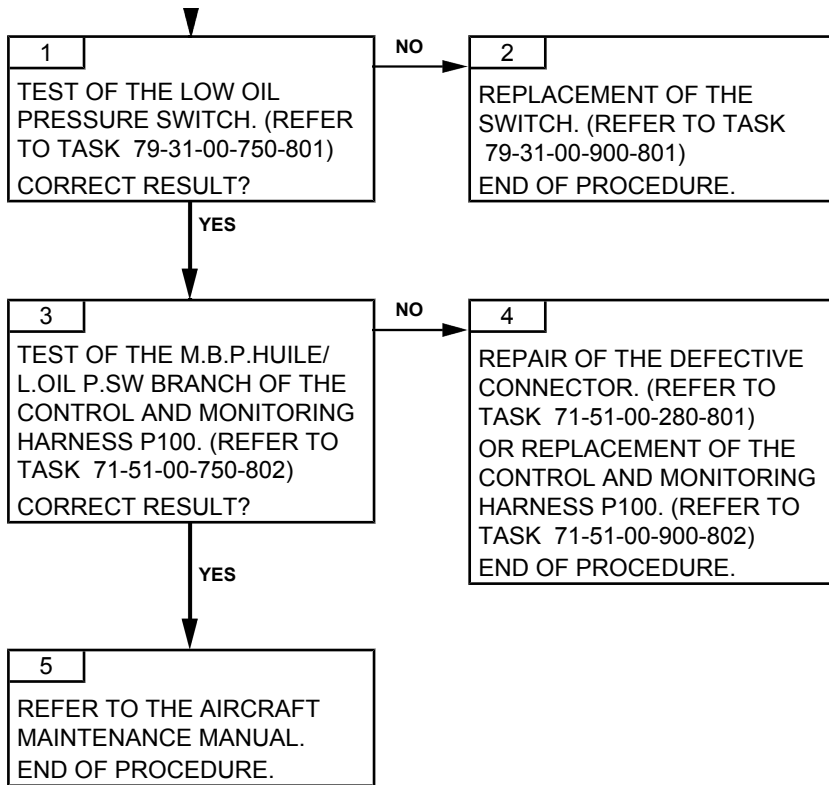 1
TEST OF THE LOW OIL
PRESSURE SWITCH. (REFER
TO TASK 79-31-00-750-801)
CORRECT RESULT?
NO
2
REPLACEMENT OF THE
SWITCH. (REFER TO TASK
79-31-00-900-801)
END OF PROCEDURE.
YES
3
TEST OF THE M.B.P.HUILE/
L.OIL P.SW BRANCH OF THE
CONTROL AND MONITORING
HARNESS P100. (REFER TO
TASK 71-51-00-750-802)
CORRECT RESULT?
NO
4
REPAIR OF THE DEFECTIVE
CONNECTOR. (REFER TO
TASK 71-51-00-280-801)
OR REPLACEMENT OF THE
CONTROL AND MONITORING
HARNESS P100. (REFER TO
TASK 71-51-00-900-802)
END OF PROCEDURE.
YES
5
REFER TO THE AIRCRAFT
MAINTENANCE MANUAL.
END OF PROCEDURE.